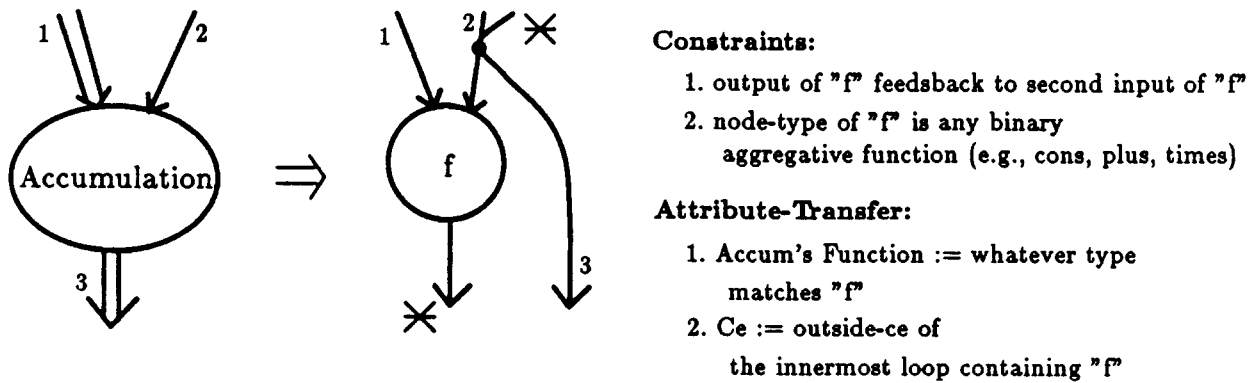 1
2
Accumulation
3
1
2
f
3
Constraints:
1. output of "f" feedsback to second input of "f"
2. node-type of "f" is any binary
aggregative function (e.g., cons, plus, times)
Attribute-Transfer:
1. Accum's Function := whatever type
matches "f"
2. Ce := outside-ce of
the innermost loop containing "f"